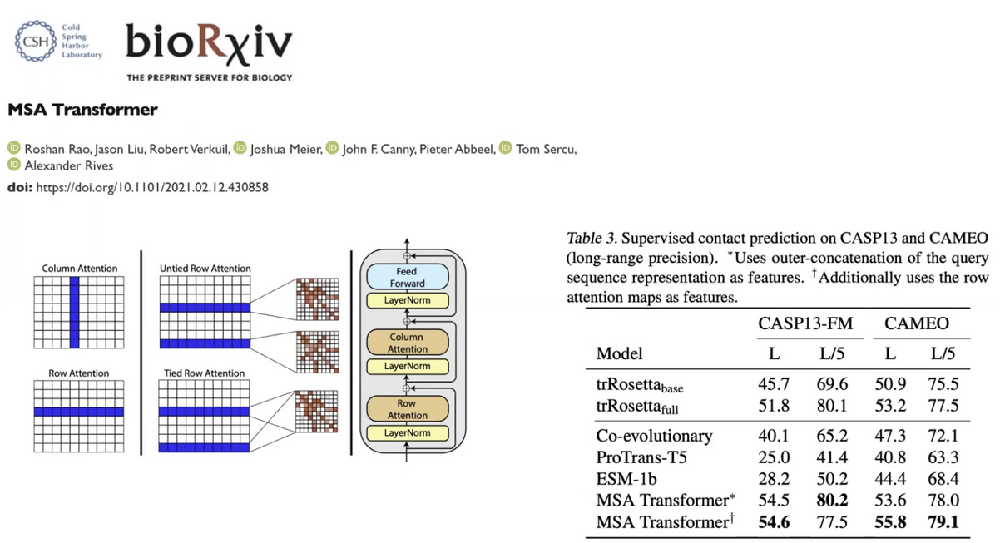 CSH
Cold
Spring
Harbor
Laboratory
bioRχiv
THE PREPRINT SERVER FOR BIOLOGY
MSA Transformer
iD Roshan Rao, Jason Liu, Robert Verkuil, iD Joshua Meier, iD John F. Canny, Pieter Abbeel, iD Tom Sercu,
iD Alexander Rives
doi: https://doi.org/10.1101/2021.02.12.430858
Column Attention
Untied Row Attention
Row Attention
Tied Row Attention
Feed
Forward
LayerNorm
Column
Attention
LayerNorm
Row
Attention
LayerNorm
Table 3. Supervised contact prediction on CASP13 and CAMEO
(long-range precision). *Uses outer-concatenation of the query
sequence representation as features. †Additionally uses the row
attention maps as features.
CASP13-FM CAMEO
Model L L/5 L L/5
trRosettabase 45.7 69.6 50.9 75.5
trRosettafull 51.8 80.1 53.2 77.5
Co-evolutionary 40.1 65.2 47.3 72.1
ProTrans-T5 25.0 41.4 40.8 63.3
ESM-1b 28.2 50.2 44.4 68.4
MSA Transformer* 54.5 80.2 53.6 78.0
MSA Transformer† 54.6 77.5 55.8 79.1